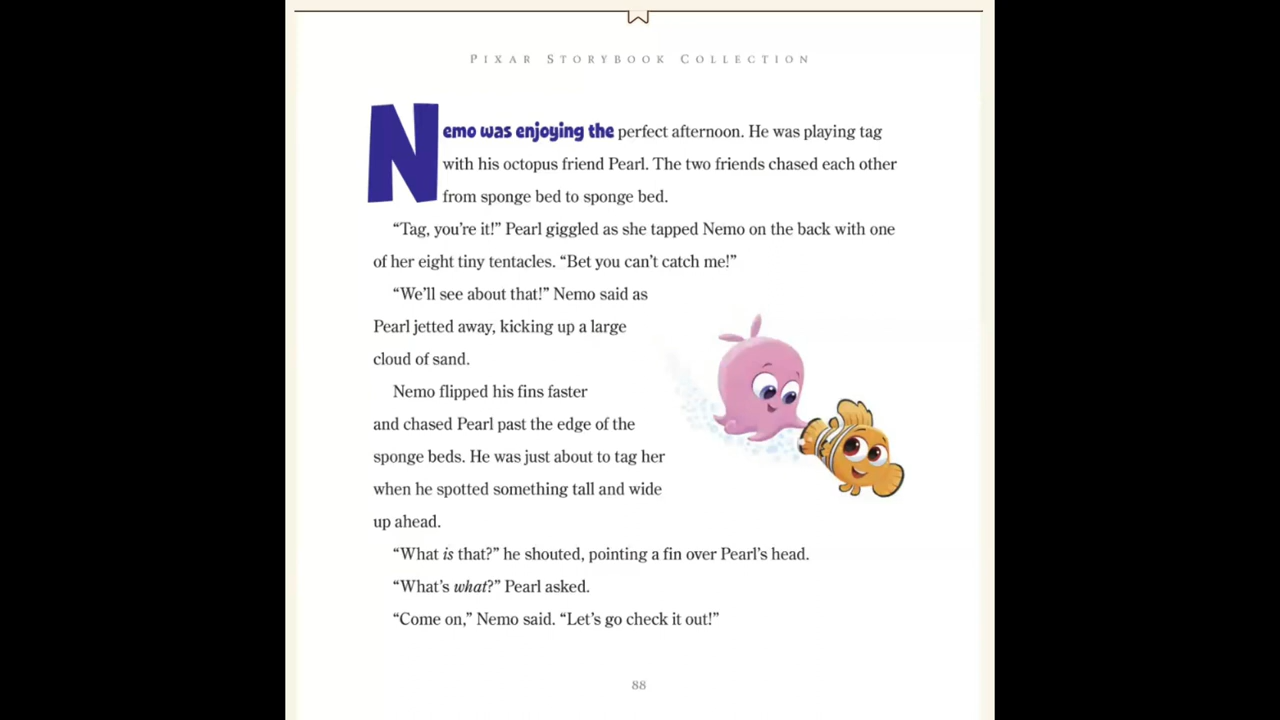 PIXAR STORYBOOK COLLECTION
Nemo was enjoying the perfect afternoon. He was playing tag
with his octopus friend Pearl. The two friends chased each other
from sponge bed to sponge bed.
“Tag, you’re it!” Pearl giggled as she tapped Nemo on the back with one
of her eight tiny tentacles. “Bet you can’t catch me!”
“We’ll see about that!” Nemo said as
Pearl jetted away, kicking up a large
cloud of sand.
Nemo flipped his fins faster
and chased Pearl past the edge of the
sponge beds. He was just about to tag her
when he spotted something tall and wide
up ahead.
“What is that?” he shouted, pointing a fin over Pearl’s head.
“What’s what?” Pearl asked.
“Come on,” Nemo said. “Let’s go check it out!”
88